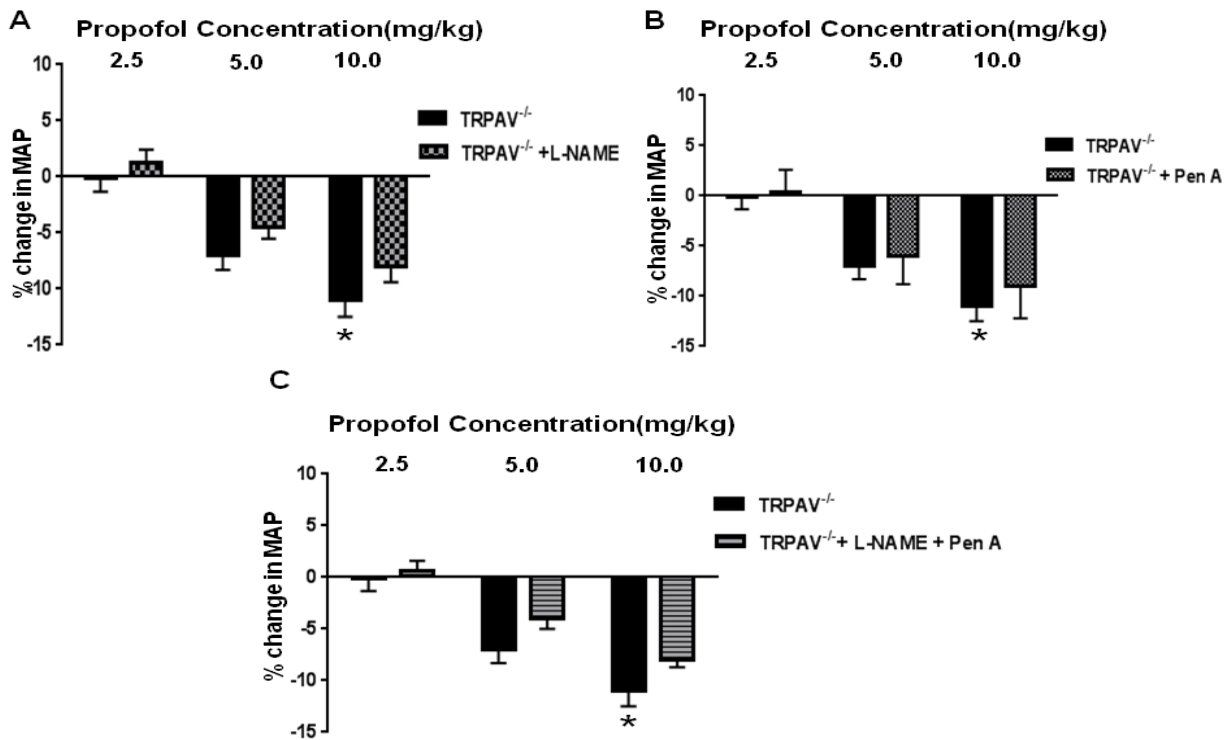 A
Propofol Concentration(mg/kg)
2.5 5.0 10.0
10
5
0
-5
-10
-15
% change in MAP
TRPAV-/-
TRPAV-/- +L-NAME
*
B
Propofol Concentration(mg/kg)
2.5 5.0 10.0
10
5
0
-5
-10
-15
% change in MAP
TRPAV-/-
TRPAV-/- + Pen A
*
C
Propofol Concentration(mg/kg)
2.5 5.0 10.0
10
5
0
-5
-10
-15
% change in MAP
TRPAV-/-
TRPAV-/-+ L-NAME + Pen A
*